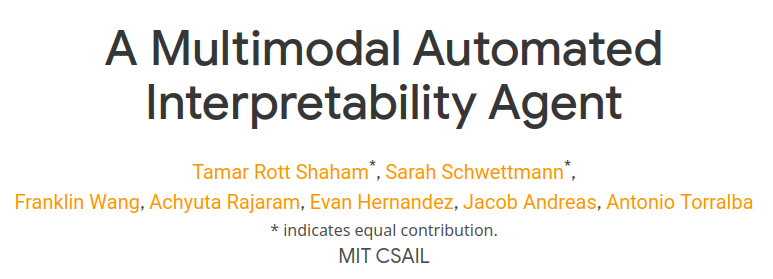 A Multimodal Automated
Interpretability Agent
Tamar Rott Shaham*, Sarah Schwettmann*,
Franklin Wang, Achyuta Rajaram, Evan Hernandez, Jacob Andreas, Antonio Torralba
* indicates equal contribution.
MIT CSAIL